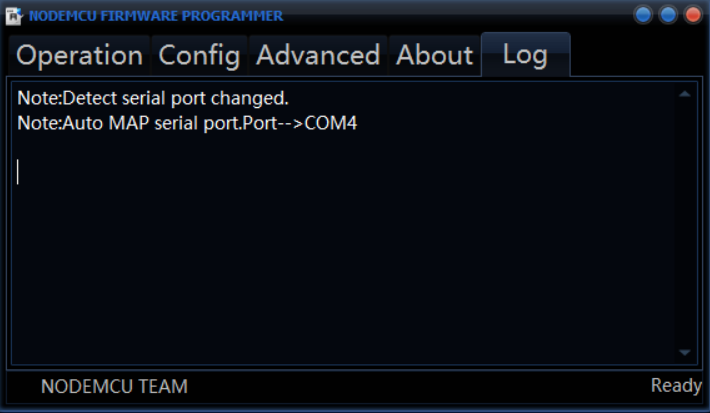 NODEMCU FIRMWARE PROGRAMMER
Operation Config Advanced About Log
Note:Detect serial port changed.
Note:Auto MAP serial port.Port-->COM4
NODEMCU TEAM Ready